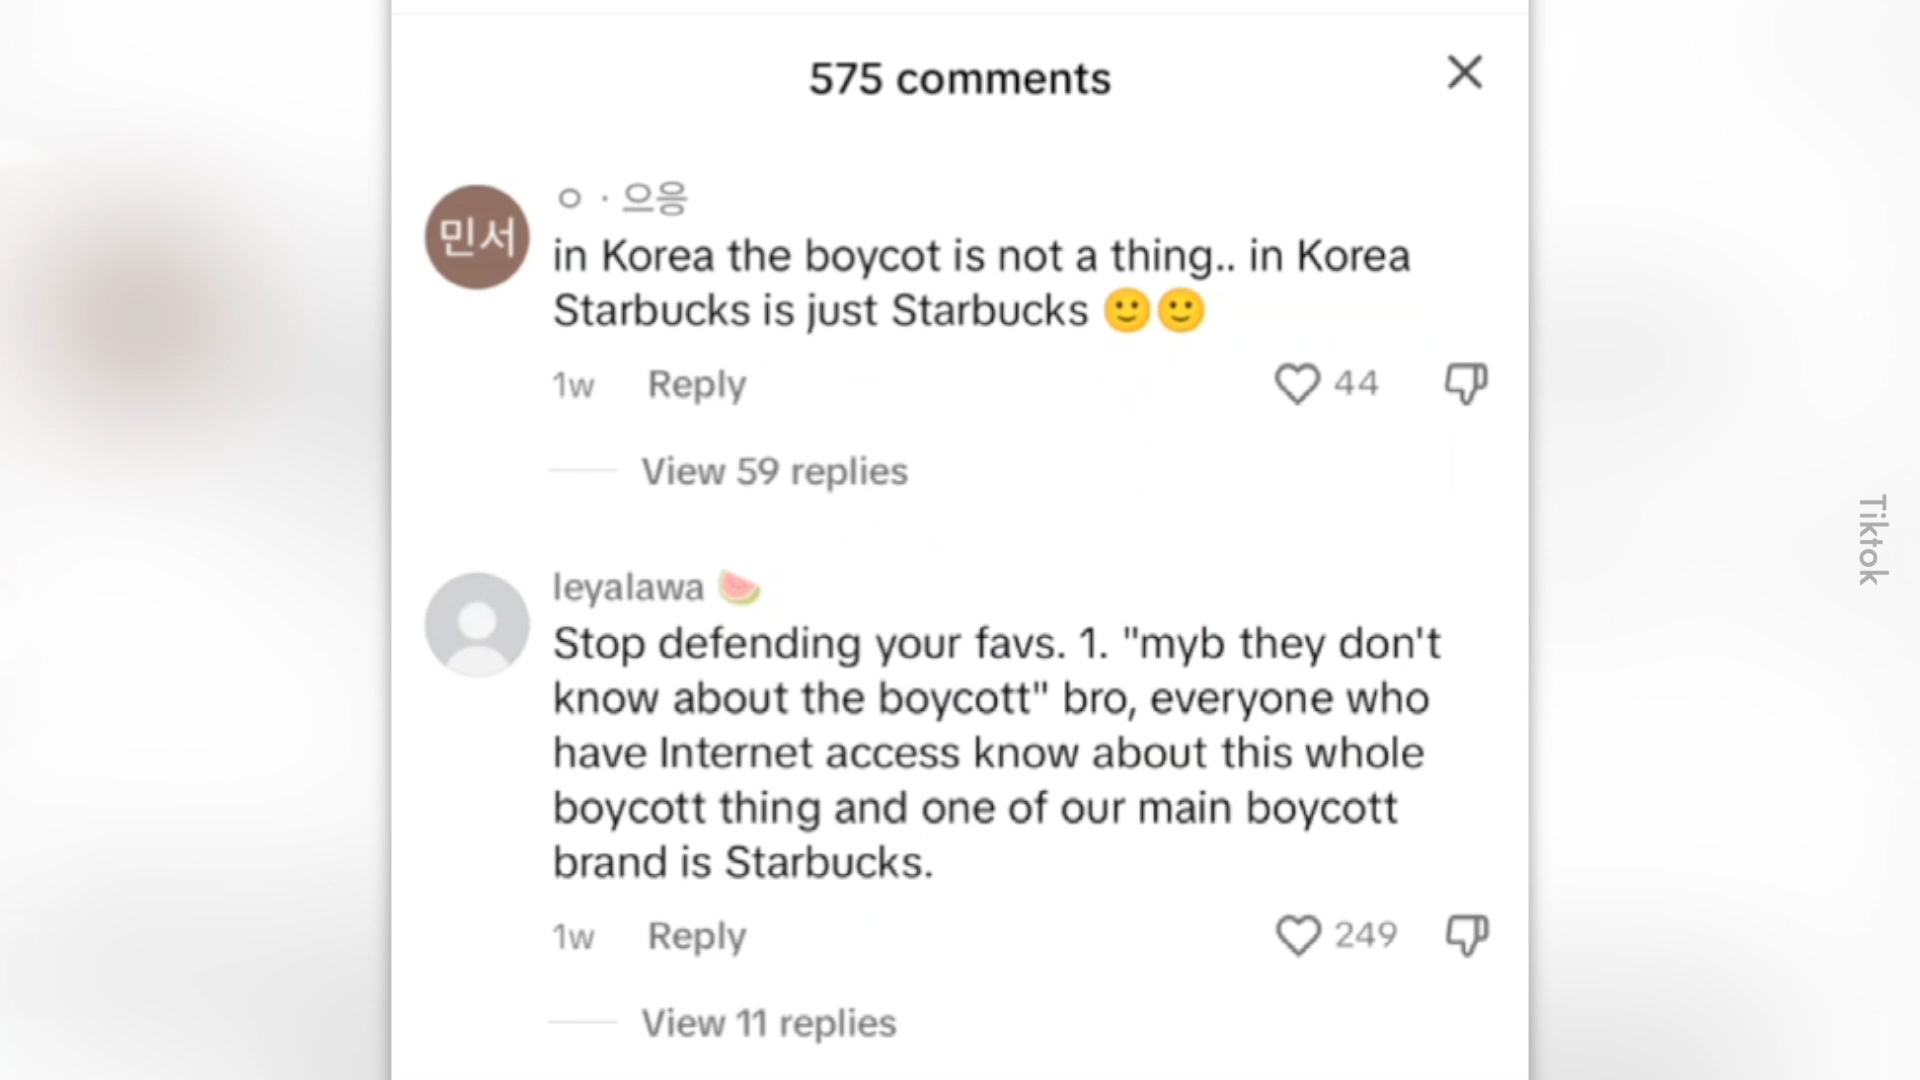 575 comments
민서
ㅇ · 으응
in Korea the boycot is not a thing.. in Korea
Starbucks is just Starbucks 🙂🙂
1w Reply 44
View 59 replies
leyalawa 🍉
Stop defending your favs. 1. "myb they don't
know about the boycott" bro, everyone who
have Internet access know about this whole
boycott thing and one of our main boycott
brand is Starbucks.
1w Reply 249
View 11 replies
Tiktok